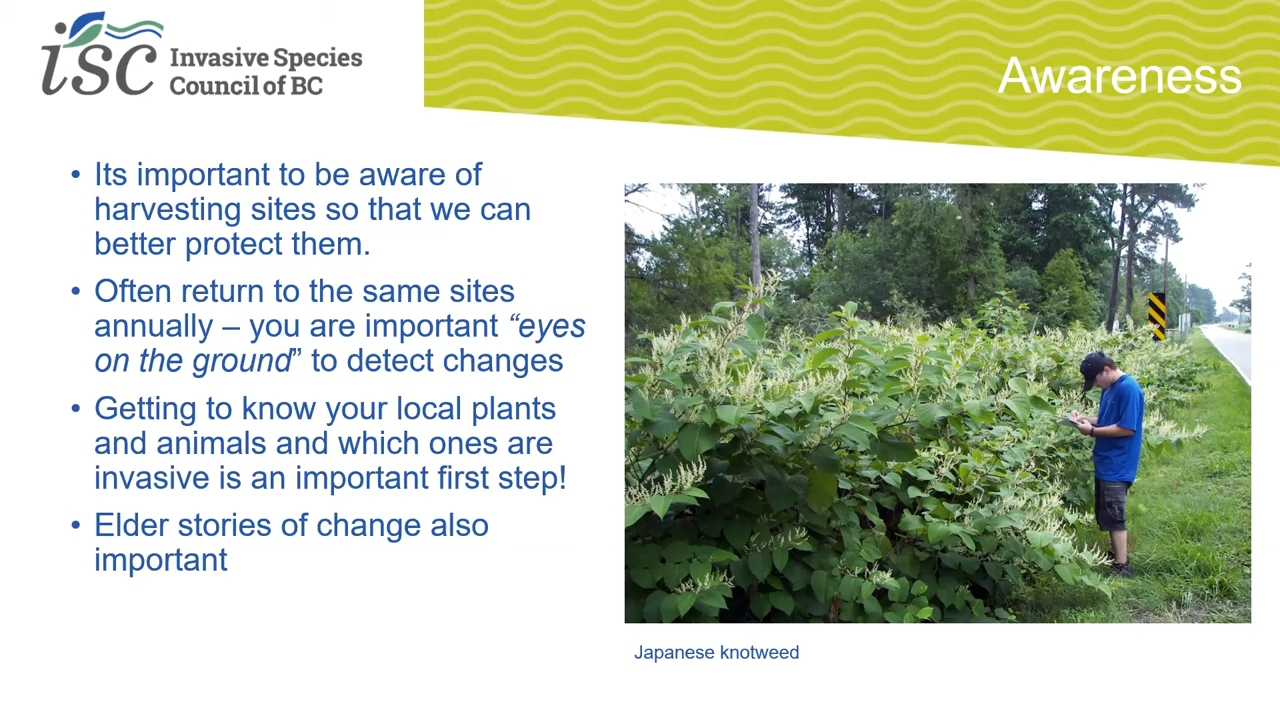 isc Invasive Species
Council of BC
Awareness
• Its important to be aware of
harvesting sites so that we can
better protect them.
• Often return to the same sites
annually – you are important “eyes
on the ground” to detect changes
• Getting to know your local plants
and animals and which ones are
invasive is an important first step!
• Elder stories of change also
important
Japanese knotweed